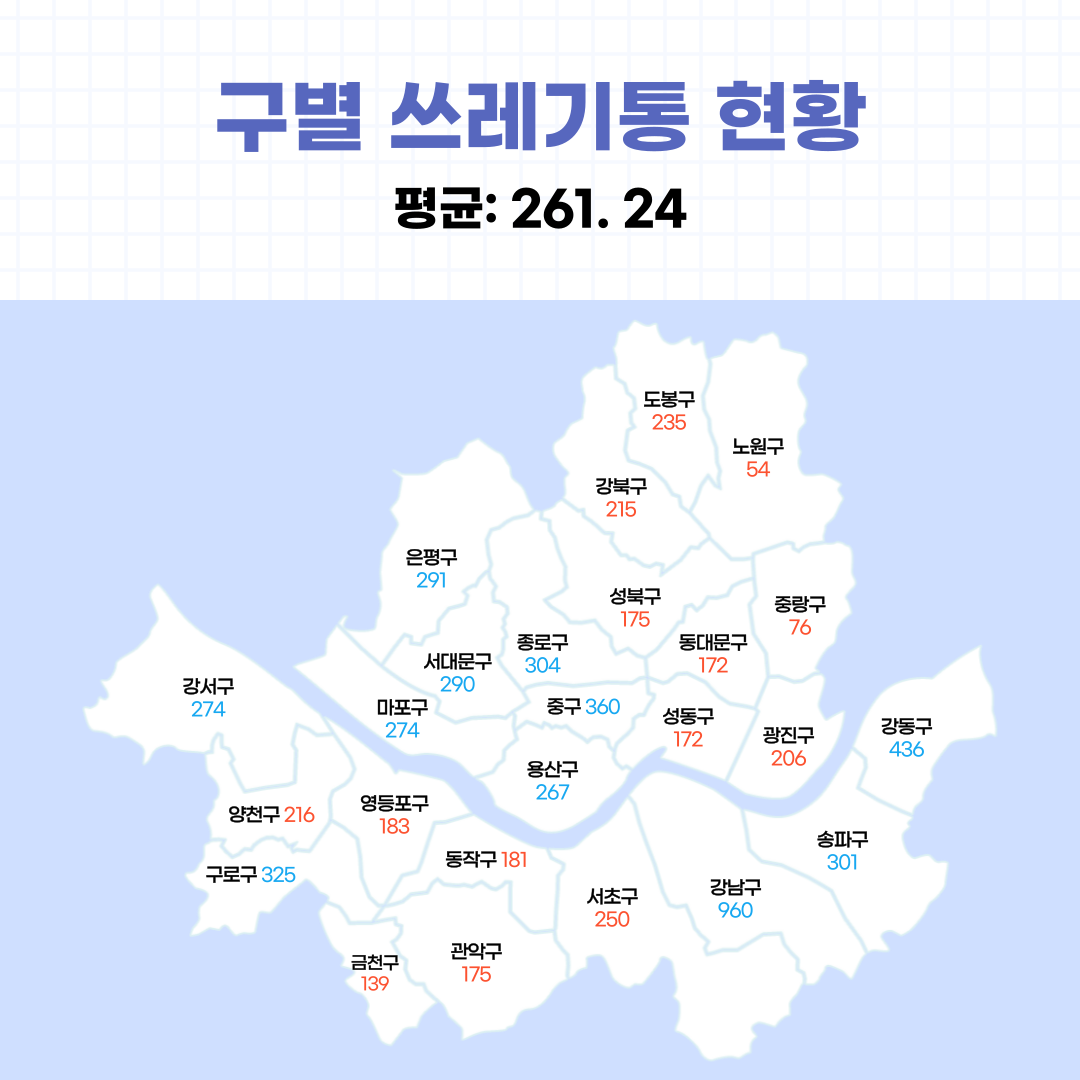 구별 쓰레기통 현황
평균: 261. 24
도봉구
235
노원구
54
강북구
215
은평구
291
성북구
175
중랑구
76
종로구
304
동대문구
172
서대문구
290
강서구
274
마포구
274
중구 360
성동구
172
광진구
206
강동구
436
용산구
267
영등포구
183
양천구 216
송파구
301
동작구 181
구로구 325
강남구
960
서초구
250
관악구
175
금천구
139